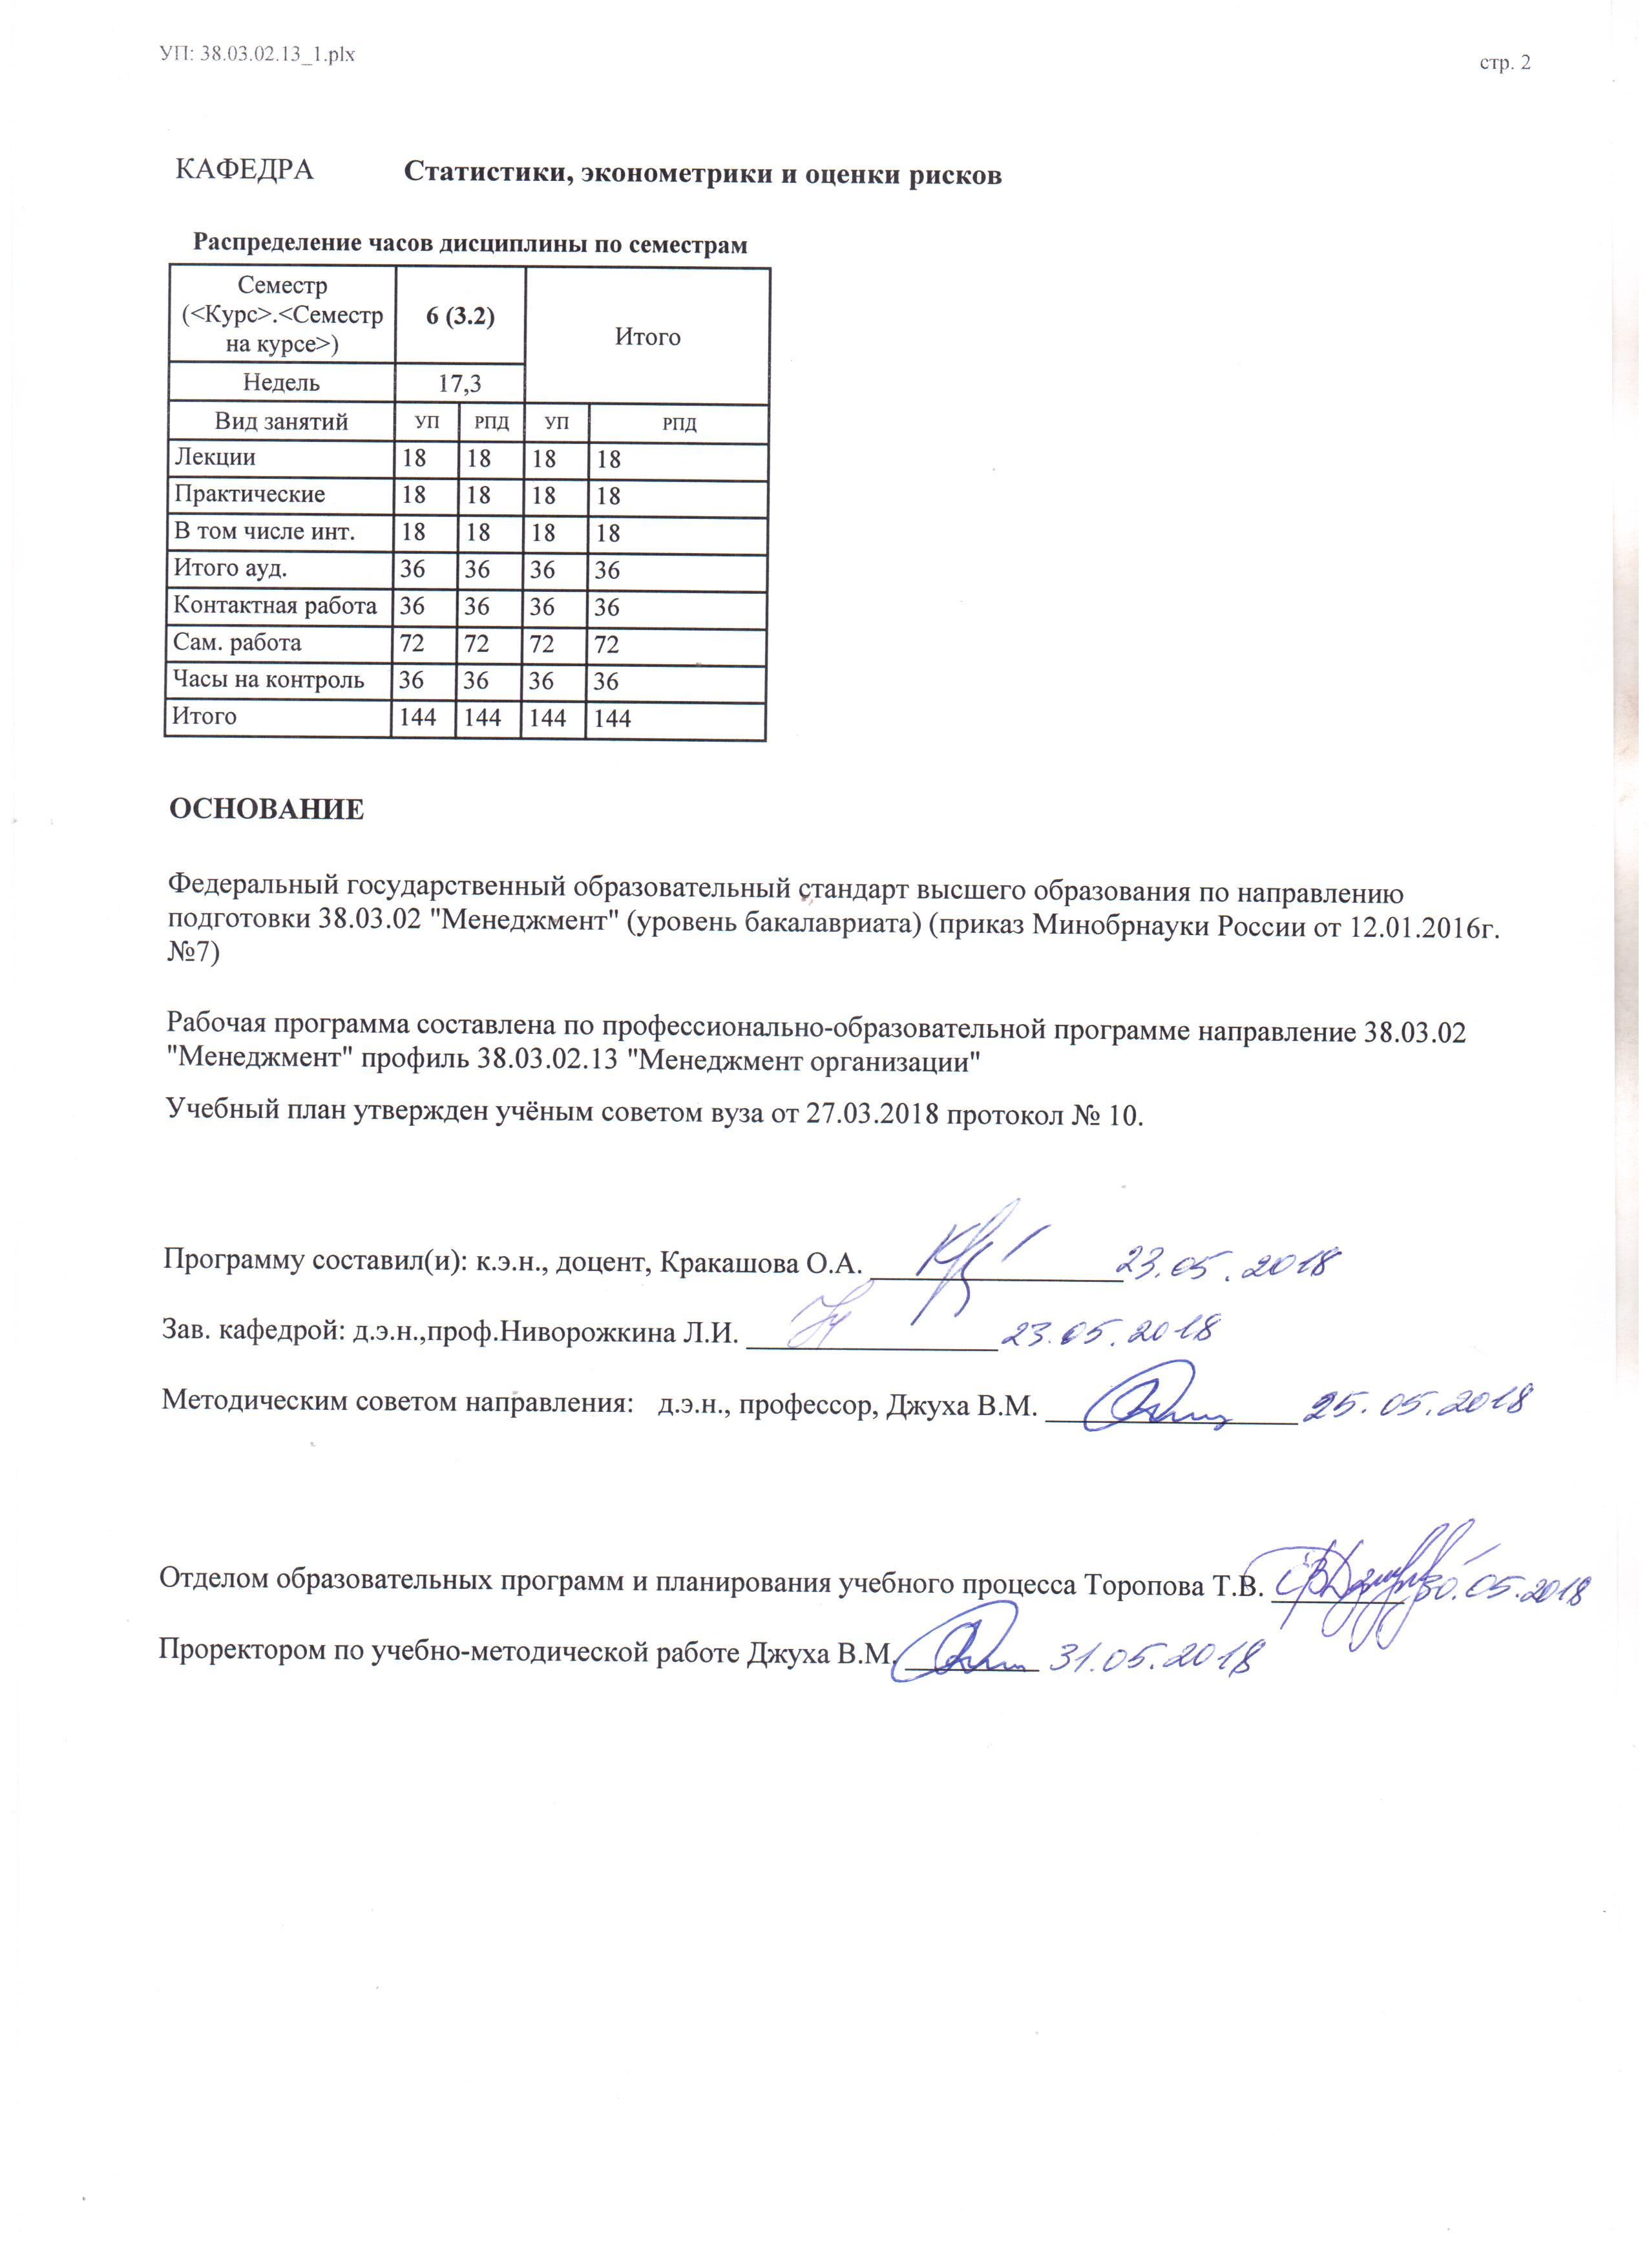 УП: 38.03.02.13_1.plx
стр. 2
КАФЕДРА Статистики, эконометрики и оценки рисков
Распределение часов дисциплины по семестрам
Семестр
(<Курс>.<Семестр
на курсе>)
6 (3.2)
Итого
Недель 17,3
Вид занятий УП РПД УП РПД
Лекции 18 18 18 18
Практические 18 18 18 18
В том числе инт. 18 18 18 18
Итого ауд. 36 36 36 36
Контактная работа 36 36 36 36
Сам. работа 72 72 72 72
Часы на контроль 36 36 36 36
Итого 144 144 144 144
ОСНОВАНИЕ
Федеральный государственный образовательный стандарт высшего образования по направлению
подготовки 38.03.02 "Менеджмент" (уровень бакалавриата) (приказ Минобрнауки России от 12.01.2016г.
№7)
Рабочая программа составлена по профессионально-образовательной программе направление 38.03.02
"Менеджмент" профиль 38.03.02.13 "Менеджмент организации"
Учебный план утвержден учёным советом вуза от 27.03.2018 протокол № 10.
Программу составил(и): к.э.н., доцент, Кракашова О.А. 23.05.2018
Зав. кафедрой: д.э.н.,проф.Ниворожкина Л.И. 23.05.2018
Методическим советом направления: д.э.н., профессор, Джуха В.М. 25.05.2018
Отделом образовательных программ и планирования учебного процесса Торопова Т.В. 30.05.2018
Проректором по учебно-методической работе Джуха В.М. 31.05.2018